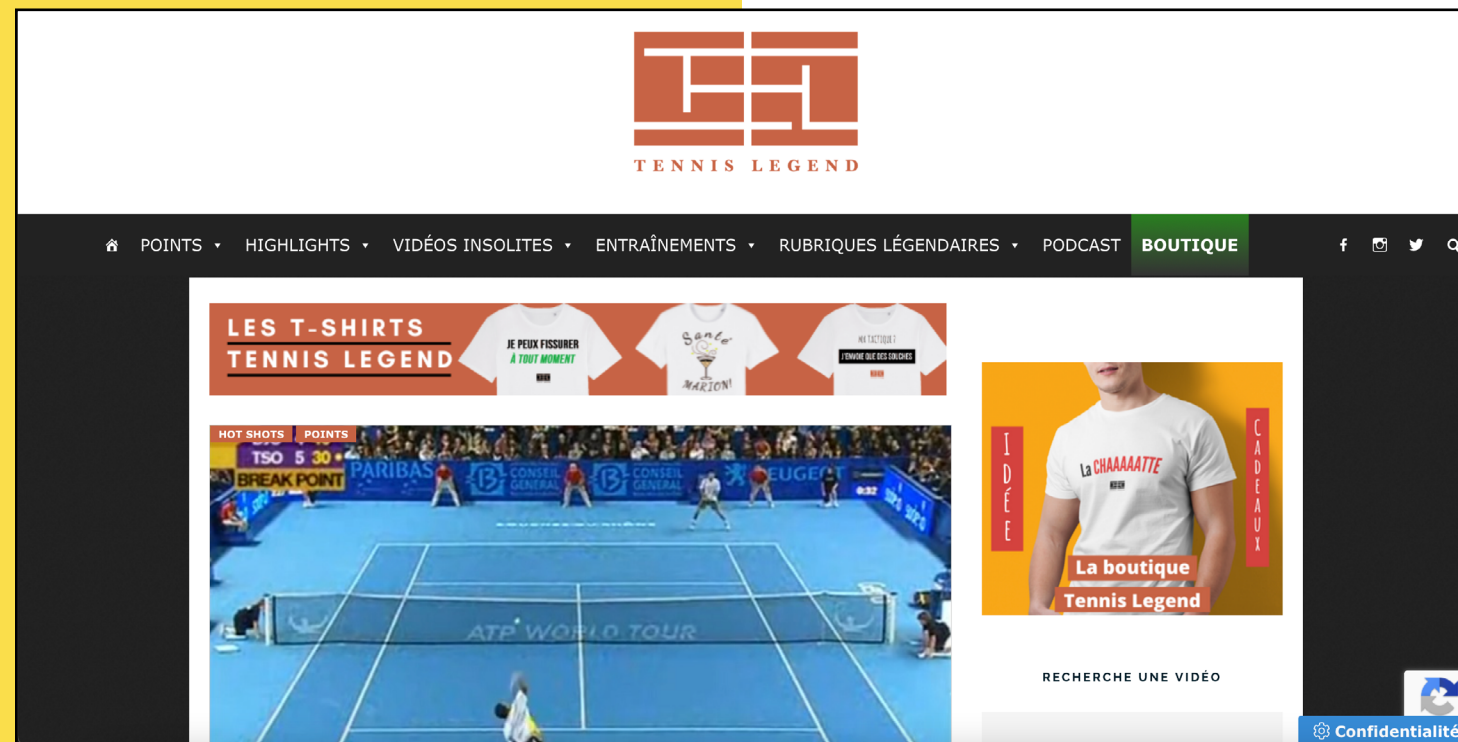 TENNIS LEGEND
POINTS
HIGHLIGHTS
VIDÉOS INSOLITES
ENTRAÎNEMENTS
RUBRIQUES LÉGENDAIRES
PODCAST
BOUTIQUE
LES T-SHIRTS
TENNIS LEGEND
JE PEUX FISSURER
À TOUT MOMENT
Santé
MARION!
MA TACTIQUE?
J'ENVOIE QUE DES SOUCHES
HOT SHOTS
POINTS
TSO 5 30
BREAK POINT
PARIBAS
CONSEIL
GENERAL
CONSEIL
GENERAL
PEUGEOT
0:32
ATP WORLD TOUR
IDÉE
CADEAUX
La CHAAAAATTE
La boutique
Tennis Legend
RECHERCHE UNE VIDÉO
Confidentialité